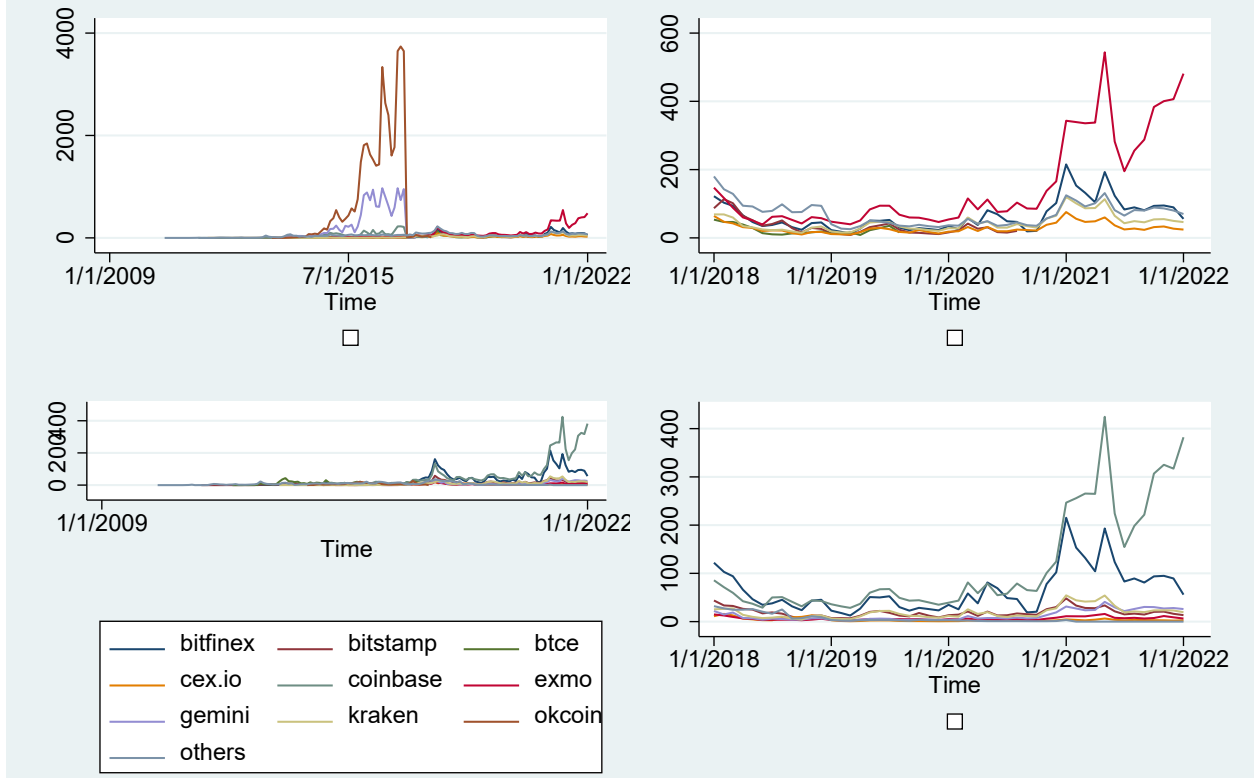 4000
2000
0
1/1/2009 7/1/2015 1/1/2022
Time
600
400
200
0
1/1/2018 1/1/2019 1/1/2020 1/1/2021 1/1/2022
Time
400
200
0
1/1/2009 1/1/2022
Time
400
300
200
100
0
1/1/2018 1/1/2019 1/1/2020 1/1/2021 1/1/2022
Time
bitfinex bitstamp btce
cex.io coinbase exmo
gemini kraken okcoin
others